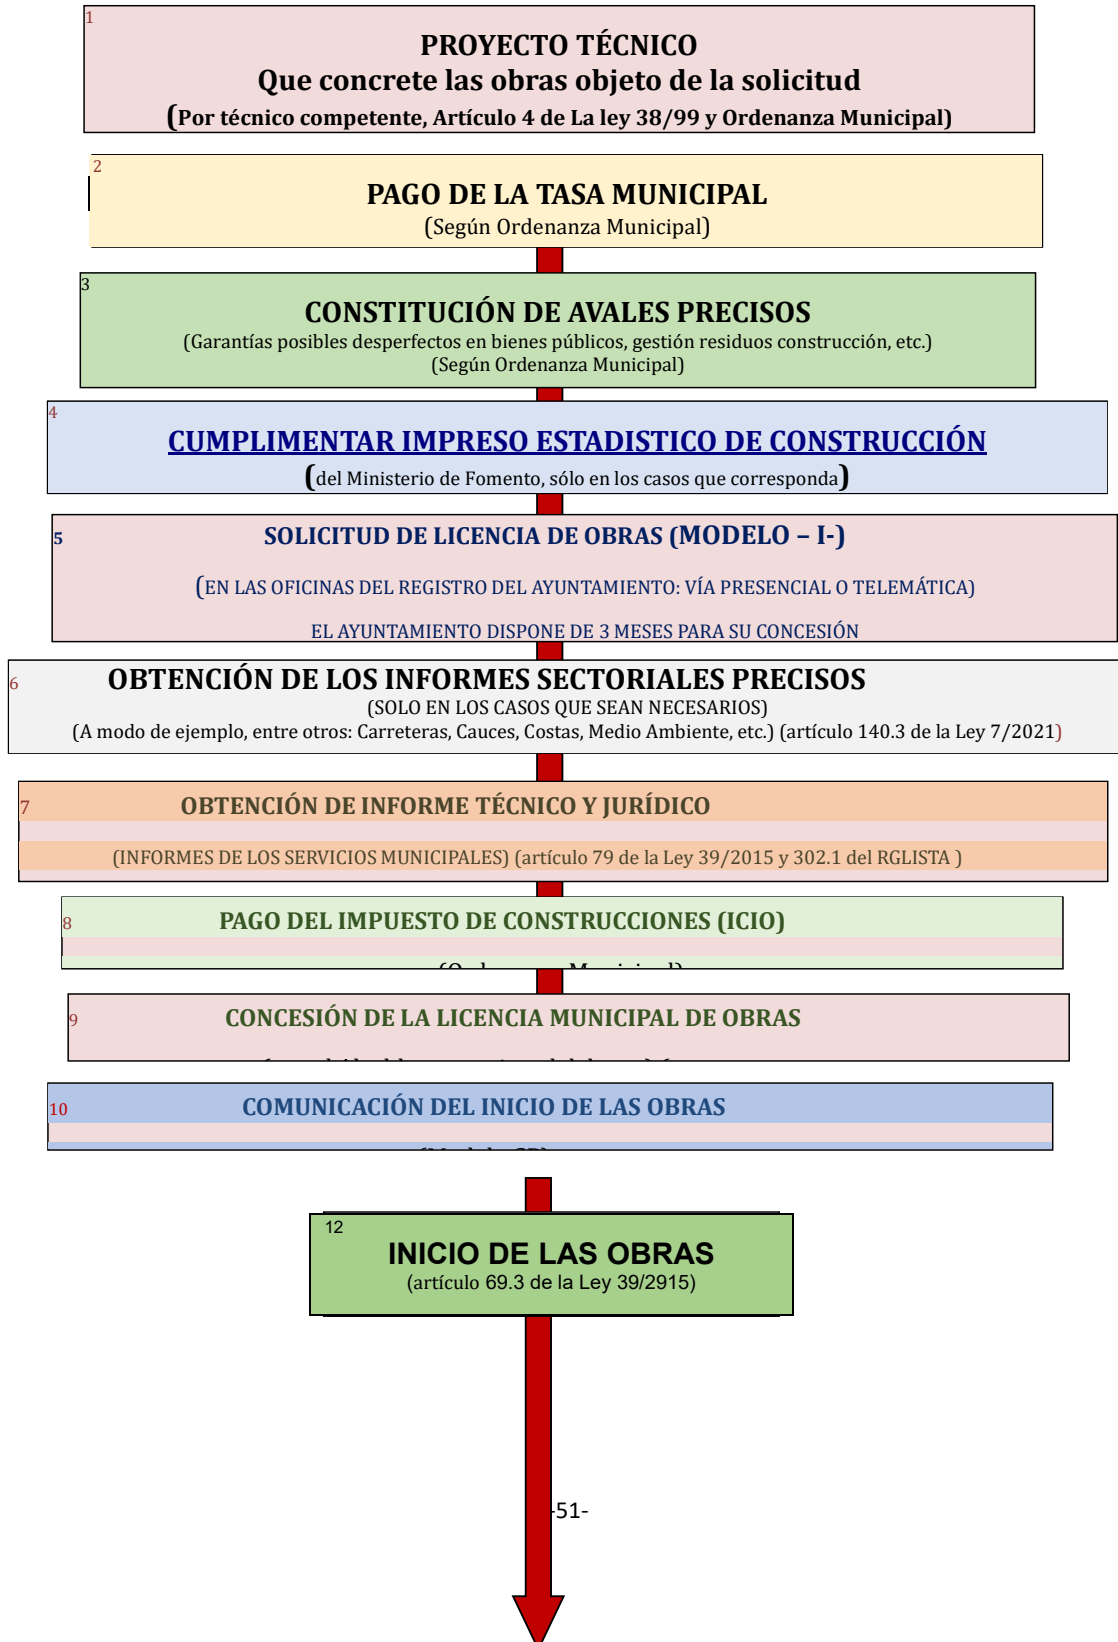 1
PROYECTO TÉCNICO
Que concrete las obras objeto de la solicitud
(Por técnico competente, Artículo 4 de La ley 38/99 y Ordenanza Municipal)
2
PAGO DE LA TASA MUNICIPAL
(Según Ordenanza Municipal)
3
CONSTITUCIÓN DE AVALES PRECISOS
(Garantías posibles desperfectos en bienes públicos, gestión residuos construcción, etc.)
(Según Ordenanza Municipal)
4
CUMPLIMENTAR IMPRESO ESTADISTICO DE CONSTRUCCIÓN
(del Ministerio de Fomento, sólo en los casos que corresponda)
5 SOLICITUD DE LICENCIA DE OBRAS (MODELO – I-)
(EN LAS OFICINAS DEL REGISTRO DEL AYUNTAMIENTO: VÍA PRESENCIAL O TELEMÁTICA)
EL AYUNTAMIENTO DISPONE DE 3 MESES PARA SU CONCESIÓN
6 OBTENCIÓN DE LOS INFORMES SECTORIALES PRECISOS
(SOLO EN LOS CASOS QUE SEAN NECESARIOS)
(A modo de ejemplo, entre otros: Carreteras, Cauces, Costas, Medio Ambiente, etc.) (artículo 140.3 de la Ley 7/2021)
7 OBTENCIÓN DE INFORME TÉCNICO Y JURÍDICO
(INFORMES DE LOS SERVICIOS MUNICIPALES) (artículo 79 de la Ley 39/2015 y 302.1 del RGLISTA )
8 PAGO DEL IMPUESTO DE CONSTRUCCIONES (ICIO)
9 CONCESIÓN DE LA LICENCIA MUNICIPAL DE OBRAS
10 COMUNICACIÓN DEL INICIO DE LAS OBRAS
12
INICIO DE LAS OBRAS
(artículo 69.3 de la Ley 39/2915)
-51-